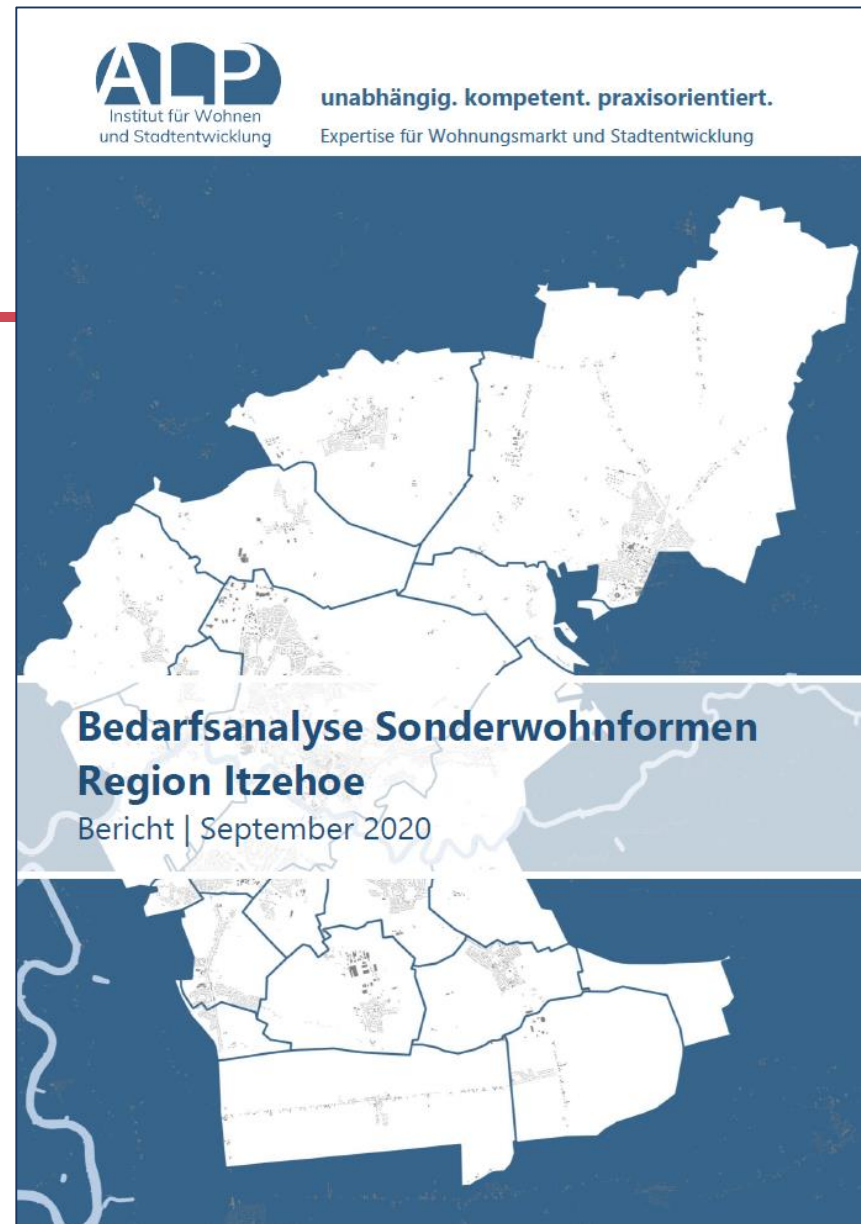 ALP
Institut für Wohnen
und Stadtentwicklung
unabhängig. kompetent. praxisorientiert.
Expertise für Wohnungsmarkt und Stadtentwicklung
Bedarfsanalyse Sonderwohnformen
Region Itzehoe
Bericht | September 2020